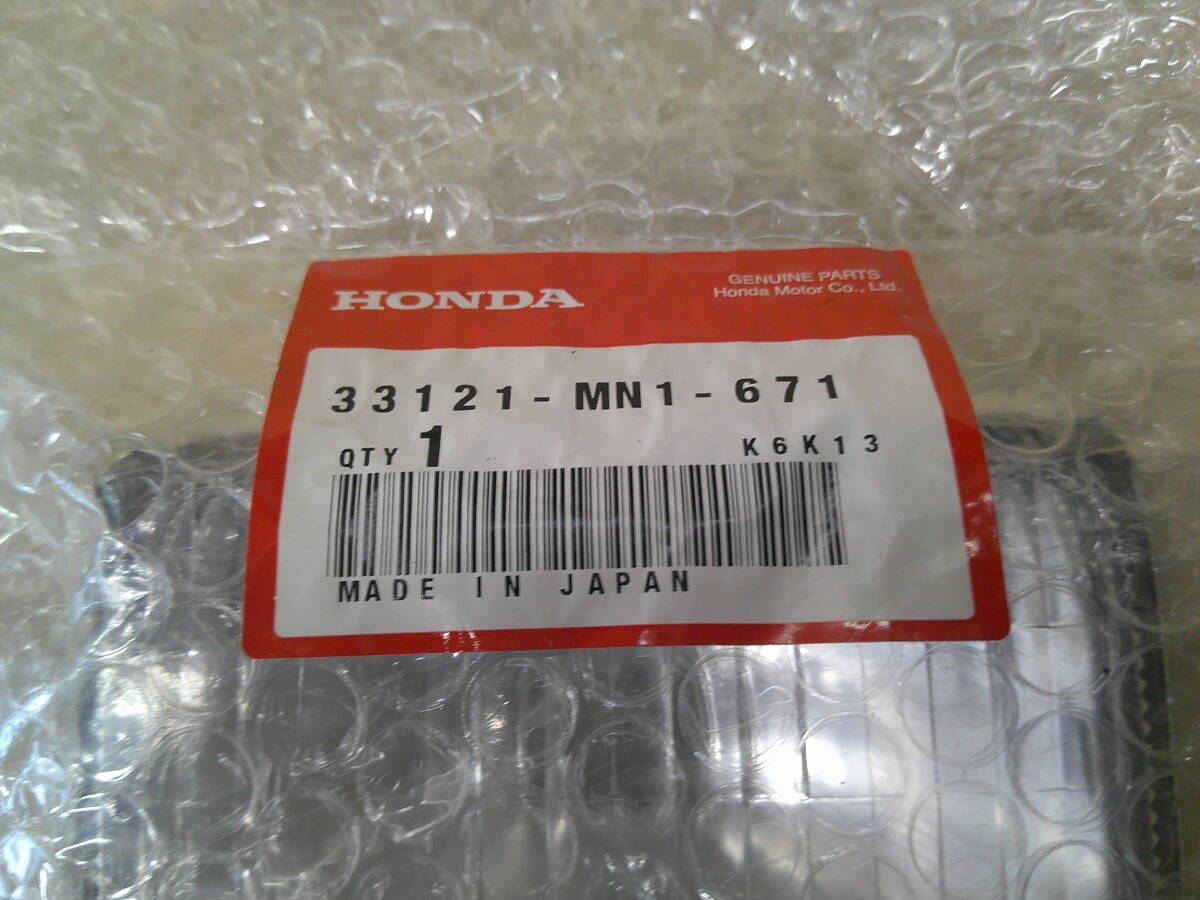 HONDA
GENUINE PARTS
Honda Motor Co., Ltd.
33121-MN1-671
QTY 1
K6K13
MADE IN JAPAN